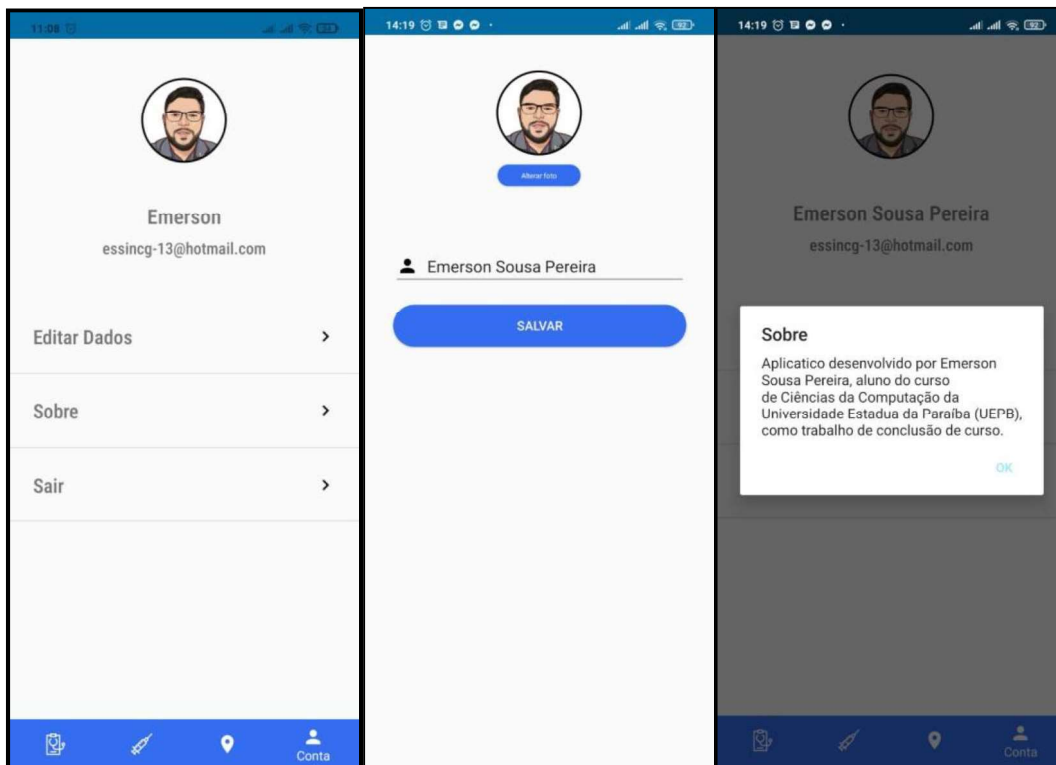 11:08
Emerson
essincg-13@hotmail.com
Editar Dados
Sobre
Sair
Conta
14:19
92
Alterar foto
Emerson Sousa Pereira
SALVAR
14:19
92
Emerson Sousa Pereira
essincg-13@hotmail.com
Sobre
Aplicatico desenvolvido por Emerson
Sousa Pereira, aluno do curso
de Ciências da Computação da
Universidade Estadua da Paraíba (UEPB),
como trabalho de conclusão de curso.
OK
Conta